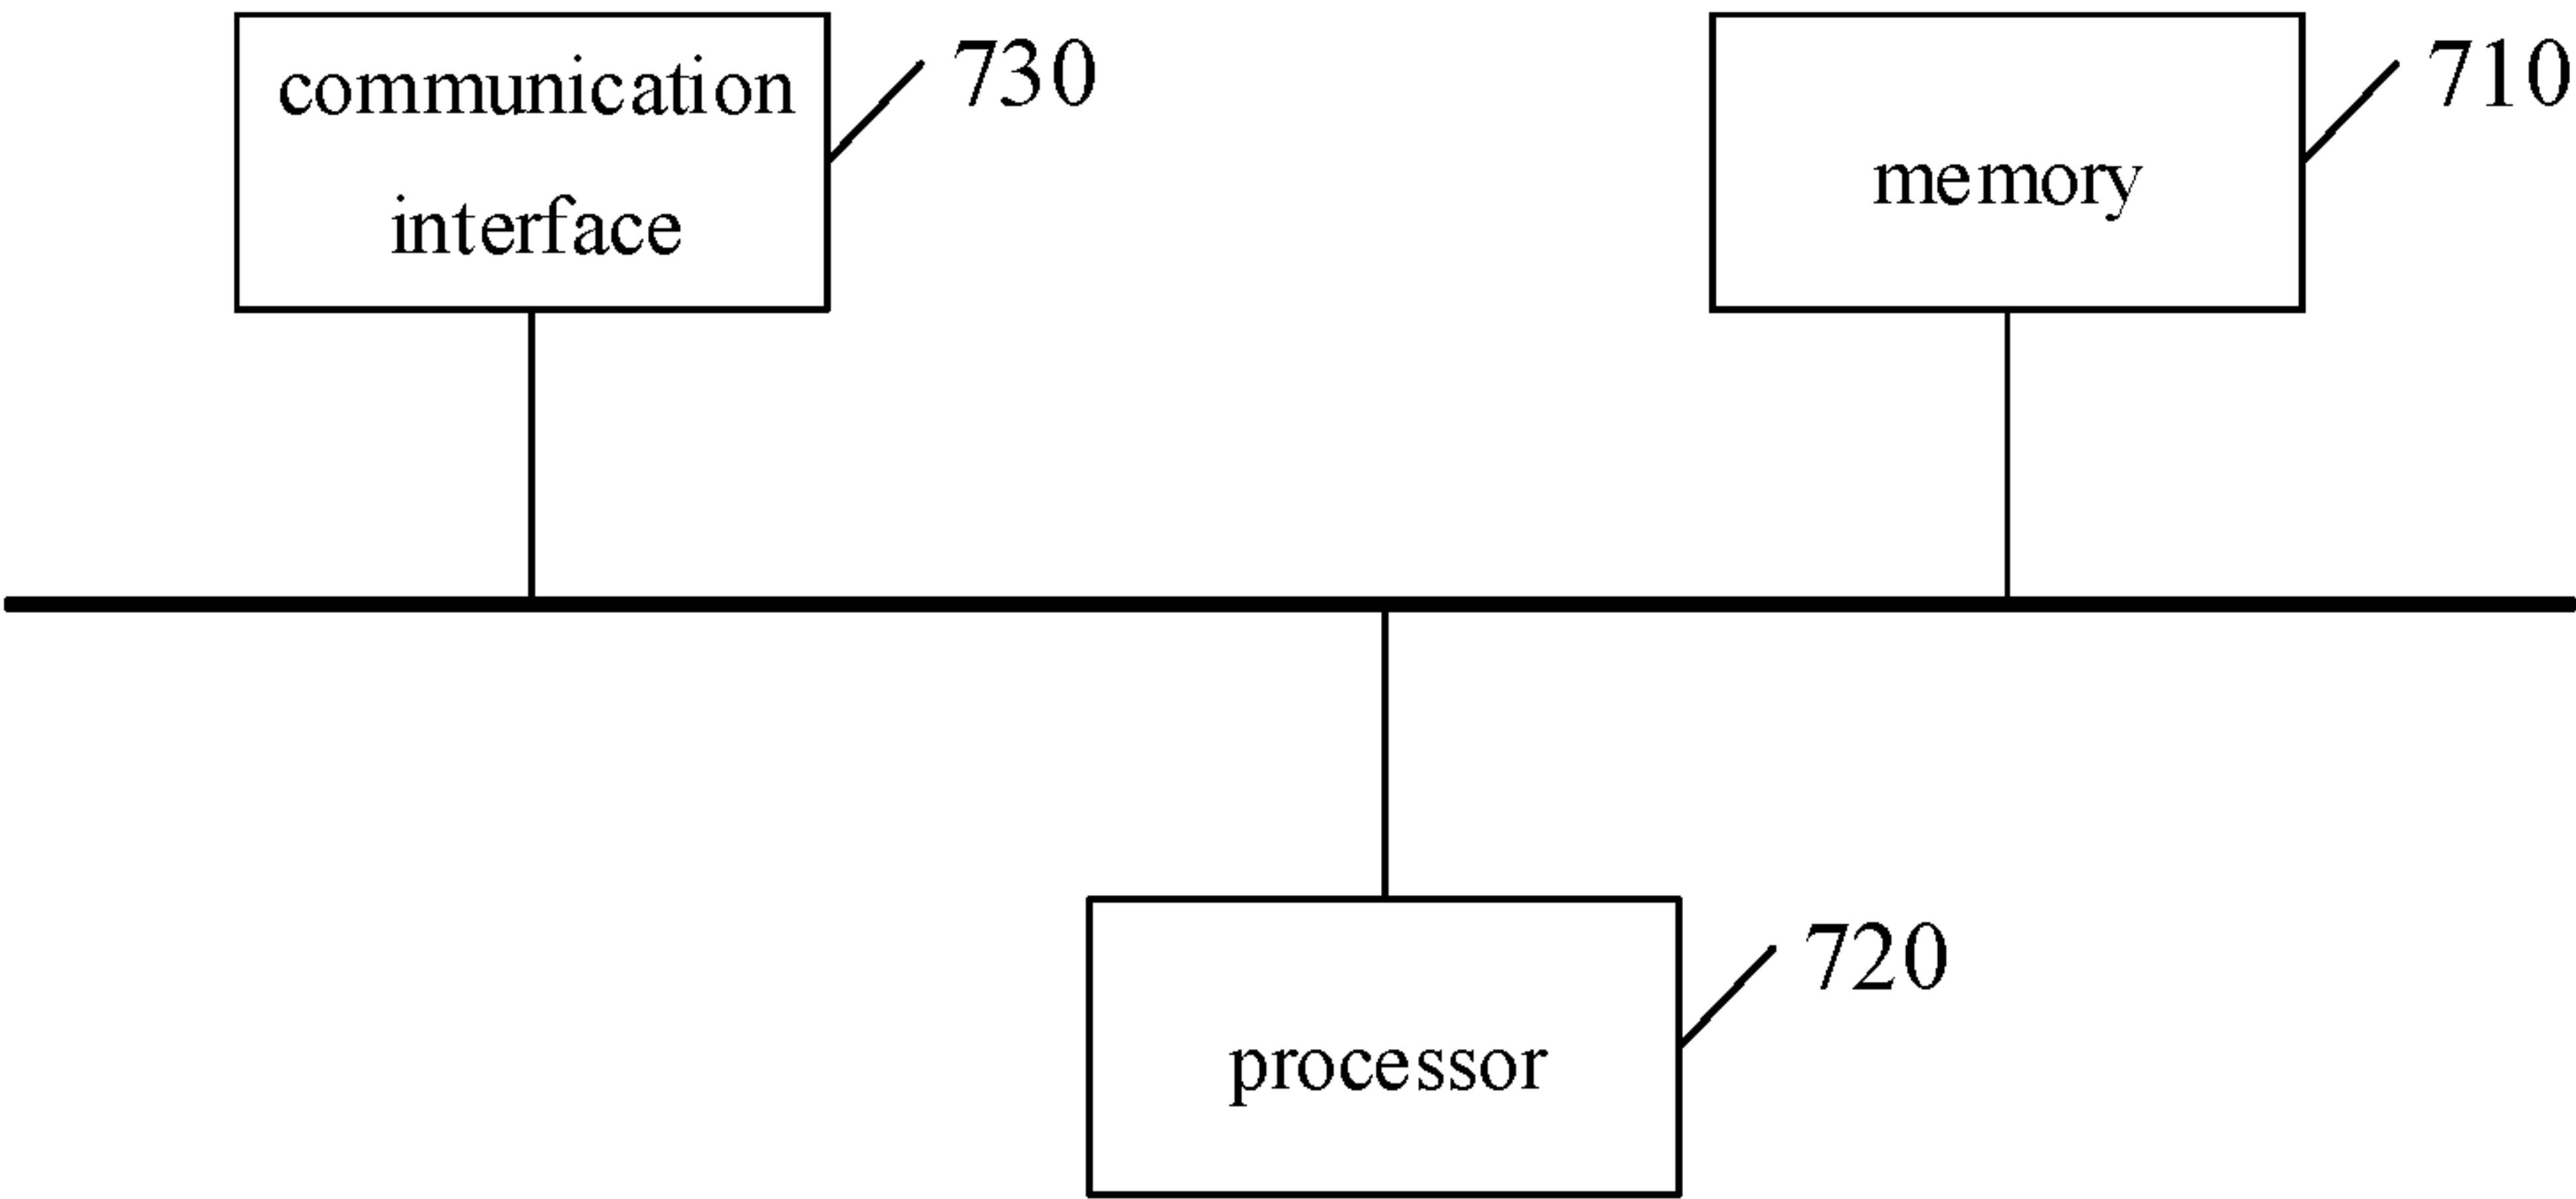 communication
interface
730
memory
710
processor
720